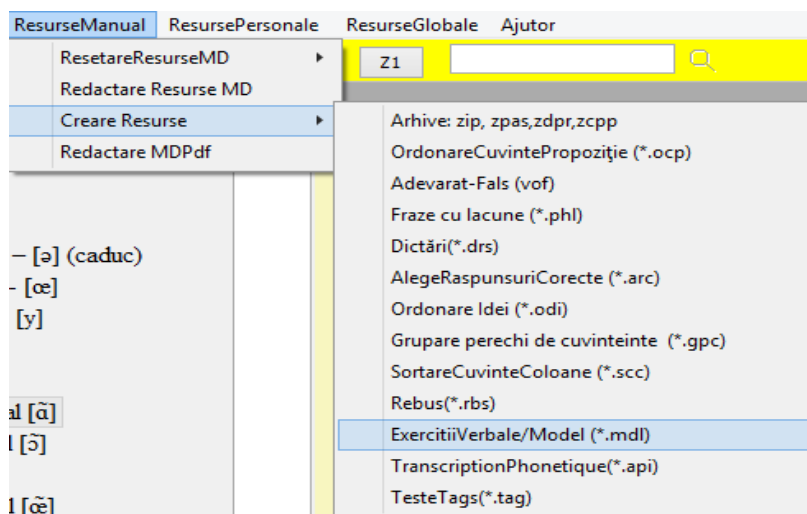 ResurseManual ResursePersonale ResurseGlobale Ajutor
ResetareResurseMD
Redactare Resurse MD
Creare Resurse
Redactare MDPdf
Z1
Arhive: zip, zpas,zdpr,zcpp
OrdonareCuvintePropoziţie (*.ocp)
Adevarat-Fals (vof)
Fraze cu lacune (*.phl)
Dictări(*.drs)
AlegeRaspunsuriCorecte (*.arc)
Ordonare Idei (*.odi)
Grupare perechi de cuvinteinte (*.gpc)
SortareCuvinteColoane (*.scc)
Rebus(*.rbs)
ExercitiiVerbale/Model (*.mdl)
TranscriptionPhonetique(*.api)
TesteTags(*.tag)
– [ə] (caduc)
- [œ]
[y]
al [ɑ̃]
l [ɔ̃]
l [œ̃]